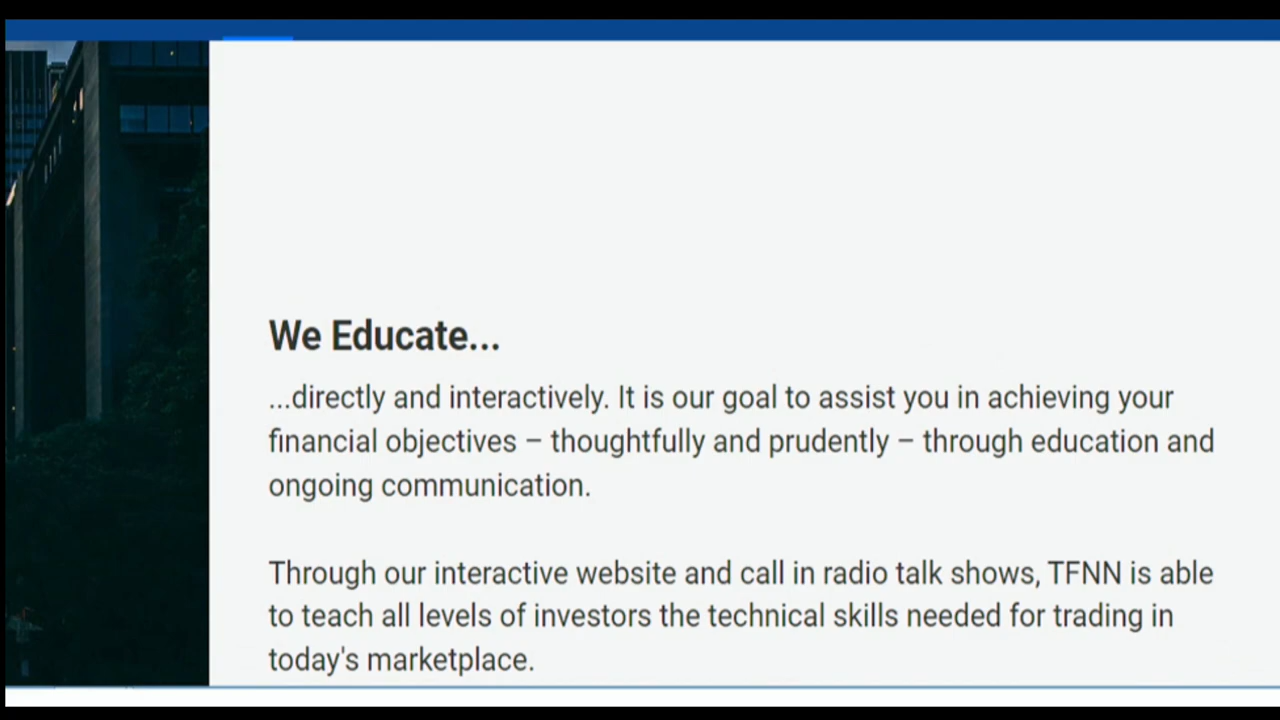 We Educate...
...directly and interactively. It is our goal to assist you in achieving your
financial objectives – thoughtfully and prudently – through education and
ongoing communication.
Through our interactive website and call in radio talk shows, TFNN is able
to teach all levels of investors the technical skills needed for trading in
today's marketplace.